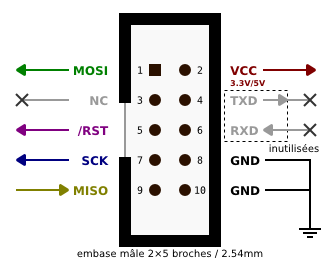 MOSI 1 2 VCC
3.3V/5V
NC 3 4 TXD
/RST 5 6 RXD
inutilisées
SCK 7 8 GND
MISO 9 10 GND
embase mâle 2×5 broches / 2.54mm